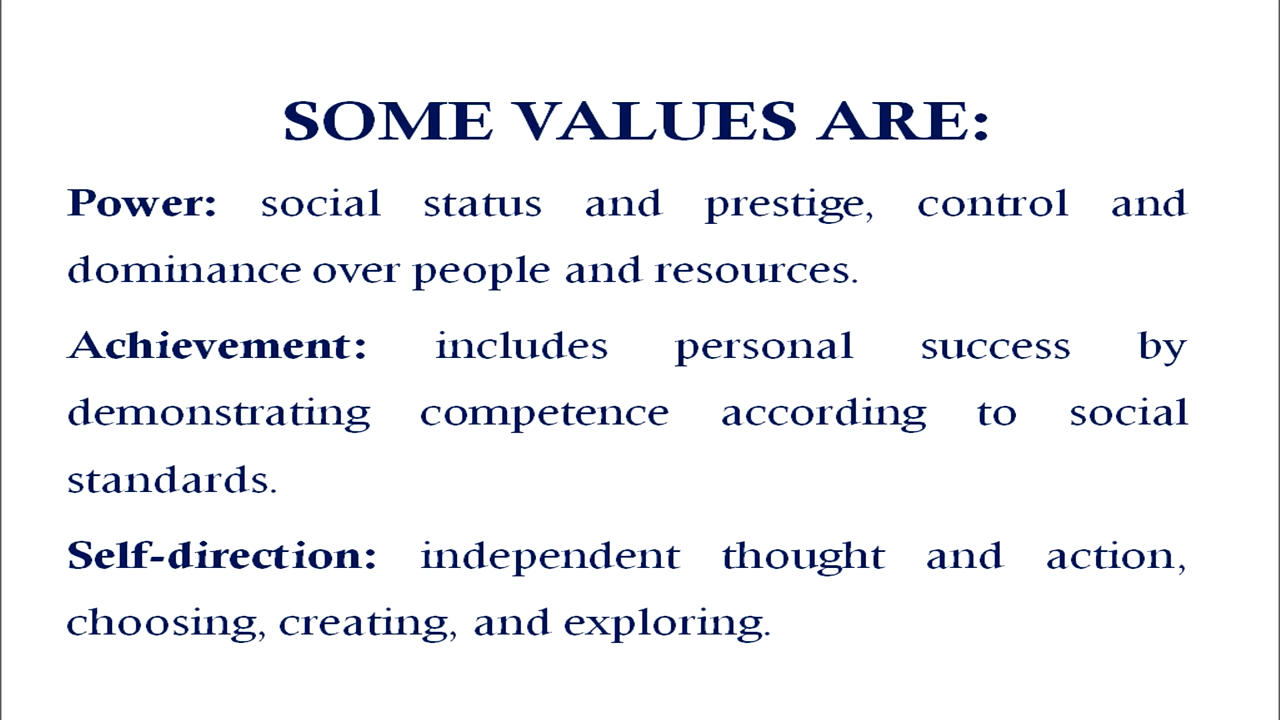 SOME VALUES ARE:
Power: social status and prestige, control and
dominance over people and resources.
Achievement: includes personal success by
demonstrating competence according to social
standards.
Self-direction: independent thought and action,
choosing, creating, and exploring.